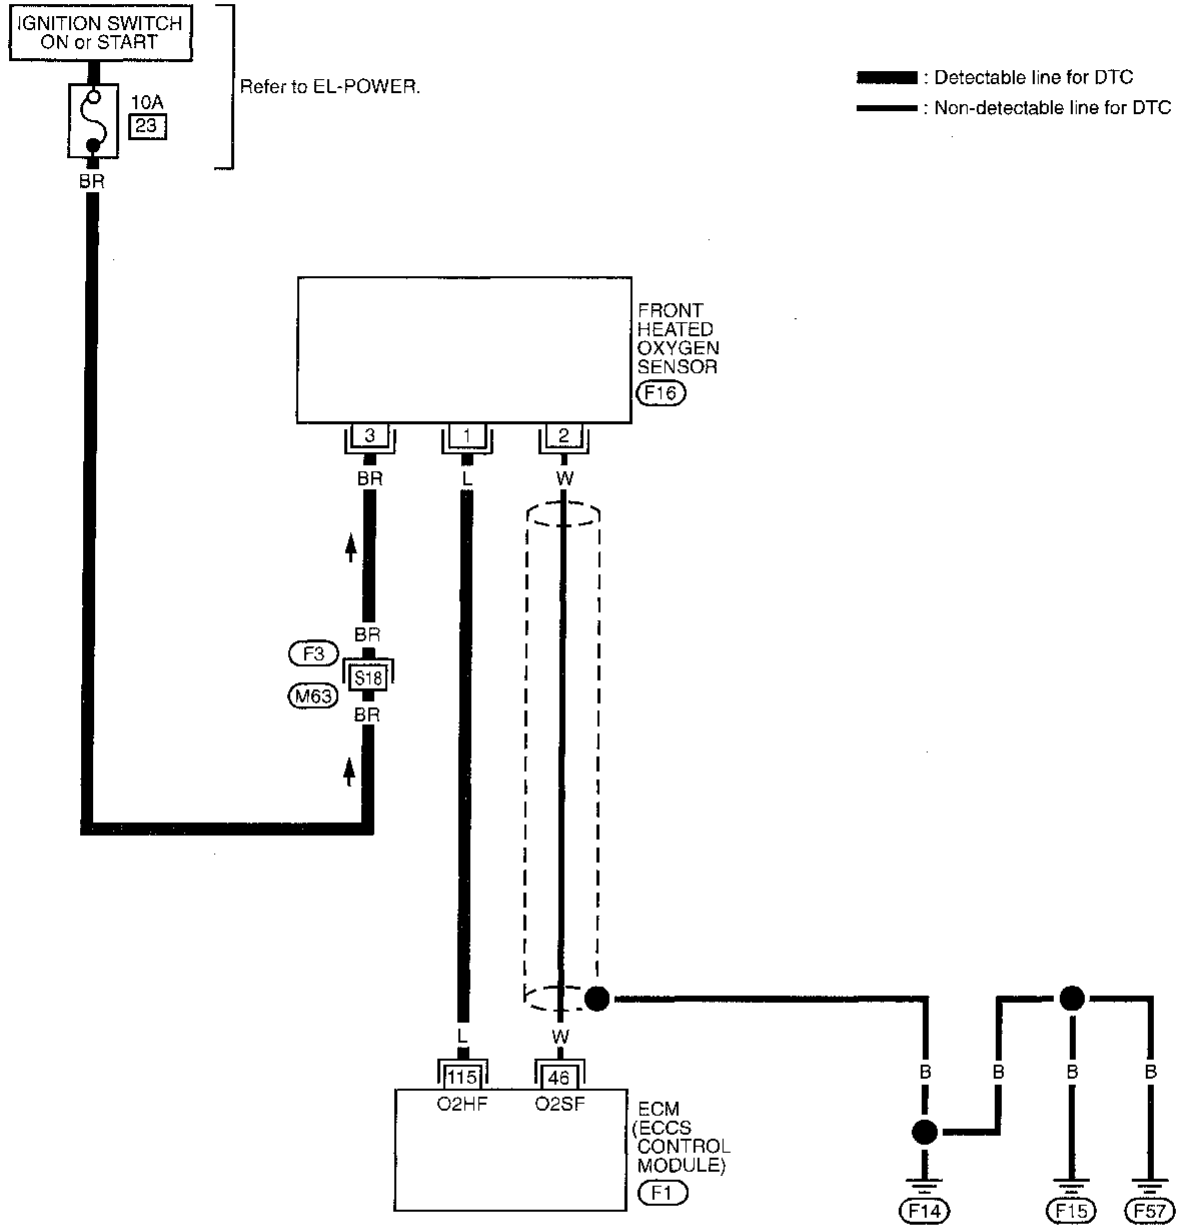 IGNITION SWITCH
ON or START
Refer to EL-POWER.
10A
23
BR
: Detectable line for DTC
: Non-detectable line for DTC
FRONT
HEATED
OXYGEN
SENSOR
F16
3 1 2
BR L W
BR
F3
S18
M63
BR
L W
115 46
O2HF O2SF
ECM
(ECCS
CONTROL
MODULE)
F1
B B B B
F14 F15 F57